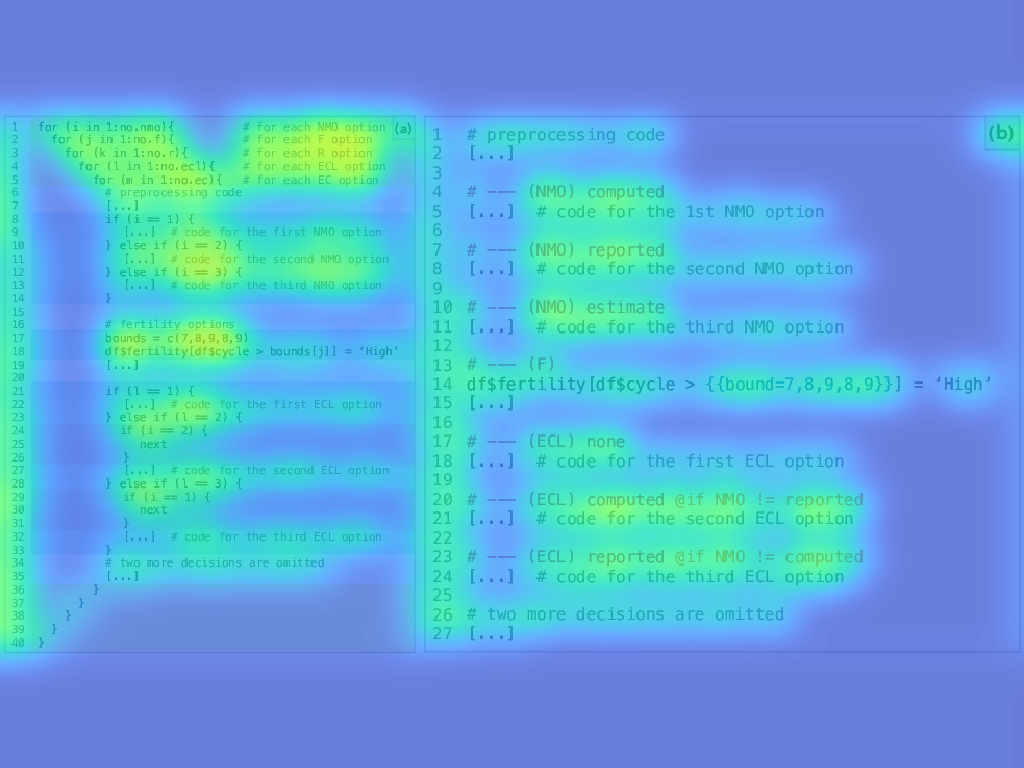 (a)
1 for (i in 1:no.nmo){ # for each NMO option
2 for (j in 1:no.f){ # for each F option
3 for (k in 1:no.r){ # for each R option
4 for (l in 1:no.ecl){ # for each ECL option
5 for (m in 1:no.ec){ # for each EC option
6 # preprocessing code
7 [...]
8 if (i == 1) {
9 [...] # code for the first NMO option
10 } else if (i == 2) {
11 [...] # code for the second NMO option
12 } else if (i == 3) {
13 [...] # code for the third NMO option
14 }
15
16 # fertility options
17 bounds = c(7,8,9,8,9)
18 df$fertility[df$cycle > bounds[j]] = ‘High’
19 [...]
20
21 if (l == 1) {
22 [...] # code for the first ECL option
23 } else if (l == 2) {
24 if (i == 2) {
25 next
26 }
27 [...] # code for the second ECL option
28 } else if (l == 3) {
29 if (i == 1) {
30 next
31 }
32 [...] # code for the third ECL option
33 }
34 # two more decisions are omitted
35 [...]
36 }
37 }
38 }
39 }
40 }
(b)
1 # preprocessing code
2 [...]
3
4 # --- (NMO) computed
5 [...] # code for the 1st NMO option
6
7 # --- (NMO) reported
8 [...] # code for the second NMO option
9
10 # --- (NMO) estimate
11 [...] # code for the third NMO option
12
13 # --- (F)
14 df$fertility[df$cycle > {{bound=7,8,9,8,9}}] = ‘High’
15 [...]
16
17 # --- (ECL) none
18 [...] # code for the first ECL option
19
20 # --- (ECL) computed @if NMO != reported
21 [...] # code for the second ECL option
22
23 # --- (ECL) reported @if NMO != computed
24 [...] # code for the third ECL option
25
26 # two more decisions are omitted
27 [...]